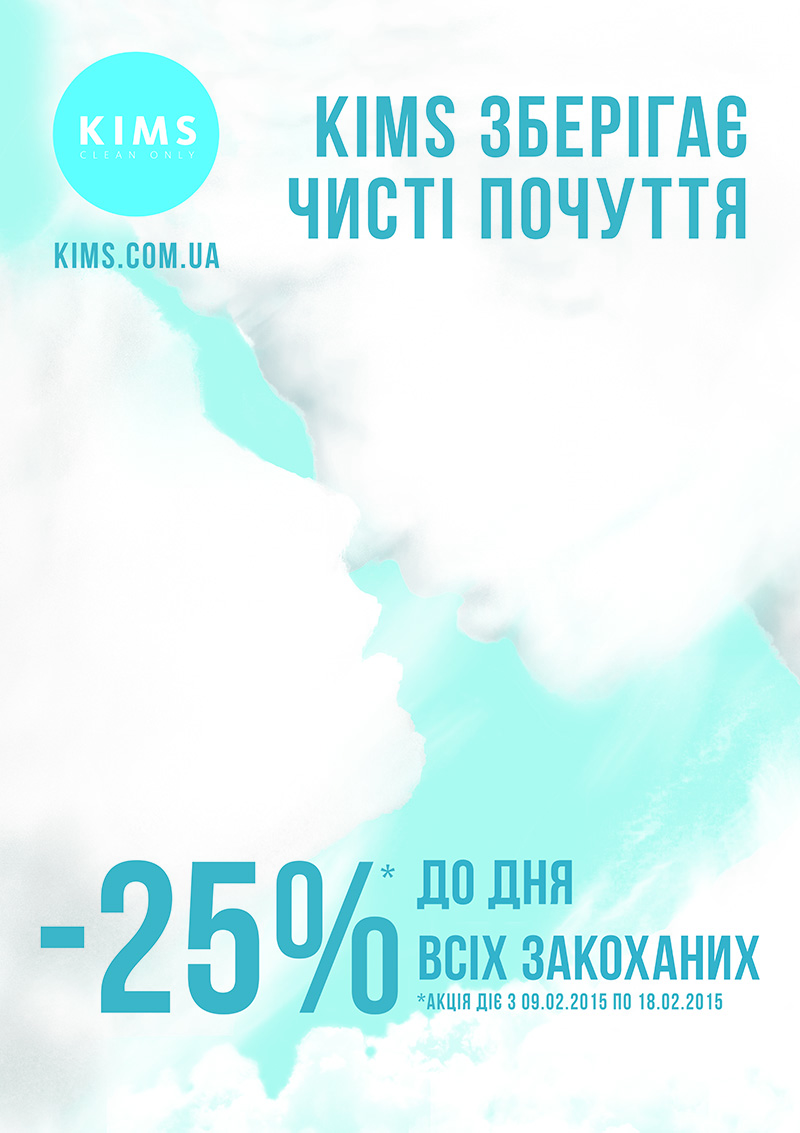 KIMS
CLEAN ONLY
KIMS.COM.UA
KIMS ЗБЕРІГАЄ
ЧИСТІ ПОЧУТТЯ
-25%*
ДО ДНЯ
ВСІХ ЗАКОХАНИХ
*АКЦІЯ ДІЄ З 09.02.2015 ПО 18.02.2015